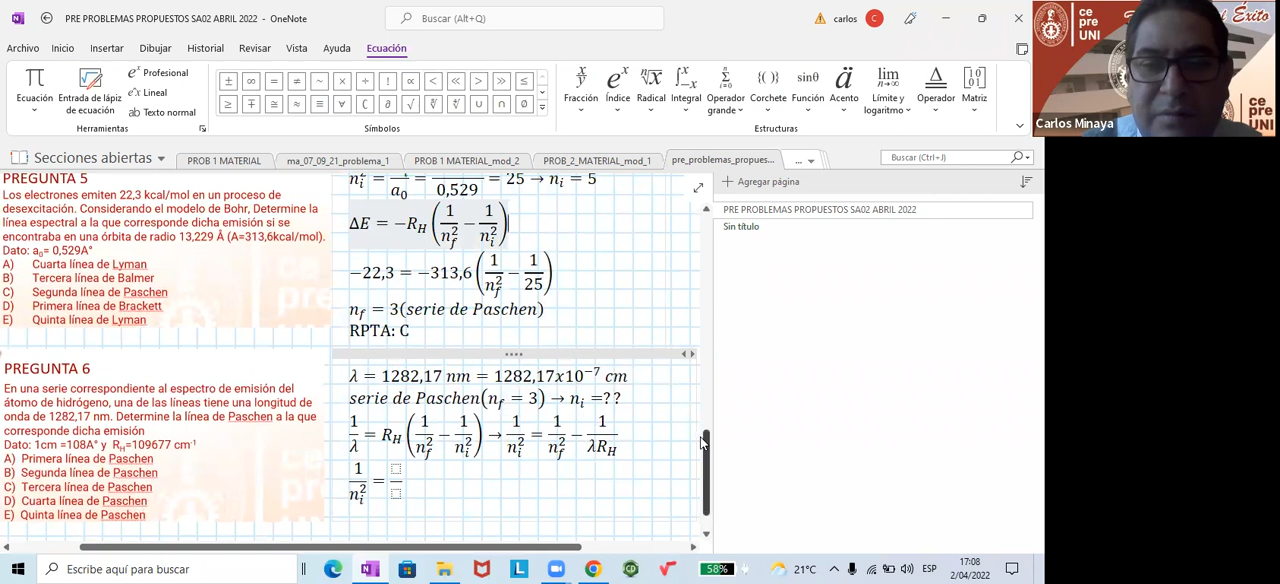 PRE PROBLEMAS PROPUESTOS SA02 ABRIL 2022 - OneNote
Buscar (Alt+Q)
carlos
C
Archivo Inicio Insertar Dibujar Historial Revisar Vista Ayuda Ecuación
π Ecuación
Entrada de lápiz de ecuación
Profesional
Lineal
ab Texto normal
Herramientas
± ∞ = ≠ ~ × ÷ ! ∝ < ≪ > ≫ ≤
≥ ∓ ≅ ≈ ≡ ∀ ∁ ∂ √ ∛ ∜ ∪ ∩ ∅
Símbolos
Fracción Índice Radical Integral Operador grande Corchete Función Acento Límite y logaritmo Operador Matriz
Estructuras
ce pre UNI
Éxito
Carlos Minaya
Secciones abiertas
PROB 1 MATERIAL
ma_07_09_21_problema_1
PROB 1 MATERIAL_mod_2
PROB_2_MATERIAL_mod_1
pre_problemas_propues...
...
Buscar (Ctrl+J)
Agregar página
PRE PROBLEMAS PROPUESTOS SA02 ABRIL 2022
Sin título
PREGUNTA 5
Los electrones emiten 22,3 kcal/mol en un proceso de
desexcitación. Considerando el modelo de Bohr, Determine la
línea espectral a la que corresponde dicha emisión si se
encontraba en una órbita de radio 13,229 Å (A=313,6kcal/mol).
Dato: a₀= 0,529A°
A) Cuarta línea de Lyman
B) Tercera línea de Balmer
C) Segunda línea de Paschen
D) Primera línea de Brackett
E) Quinta línea de Lyman
n_i² = /a₀ = /0,529 = 25 → n_i = 5
ΔE = −R_H (1/n_f² − 1/n_i²)
−22,3 = −313,6 (1/n_f² − 1/25)
n_f = 3(serie de Paschen)
RPTA: C
PREGUNTA 6
En una serie correspondiente al espectro de emisión del
átomo de hidrógeno, una de las líneas tiene una longitud de
onda de 1282,17 nm. Determine la línea de Paschen a la que
corresponde dicha emisión
Dato: 1cm =108A° y R_H=109677 cm⁻¹
A) Primera línea de Paschen
B) Segunda línea de Paschen
C) Tercera línea de Paschen
D) Cuarta línea de Paschen
E) Quinta línea de Paschen
λ = 1282,17 nm = 1282,17x10⁻⁷ cm
serie de Paschen(n_f = 3) → n_i =??
1/λ = R_H (1/n_f² − 1/n_i²) → 1/n_i² = 1/n_f² − 1/λR_H
1/n_i² =
Escribe aquí para buscar
58%
21°C
ESP
17:08
2/04/2022